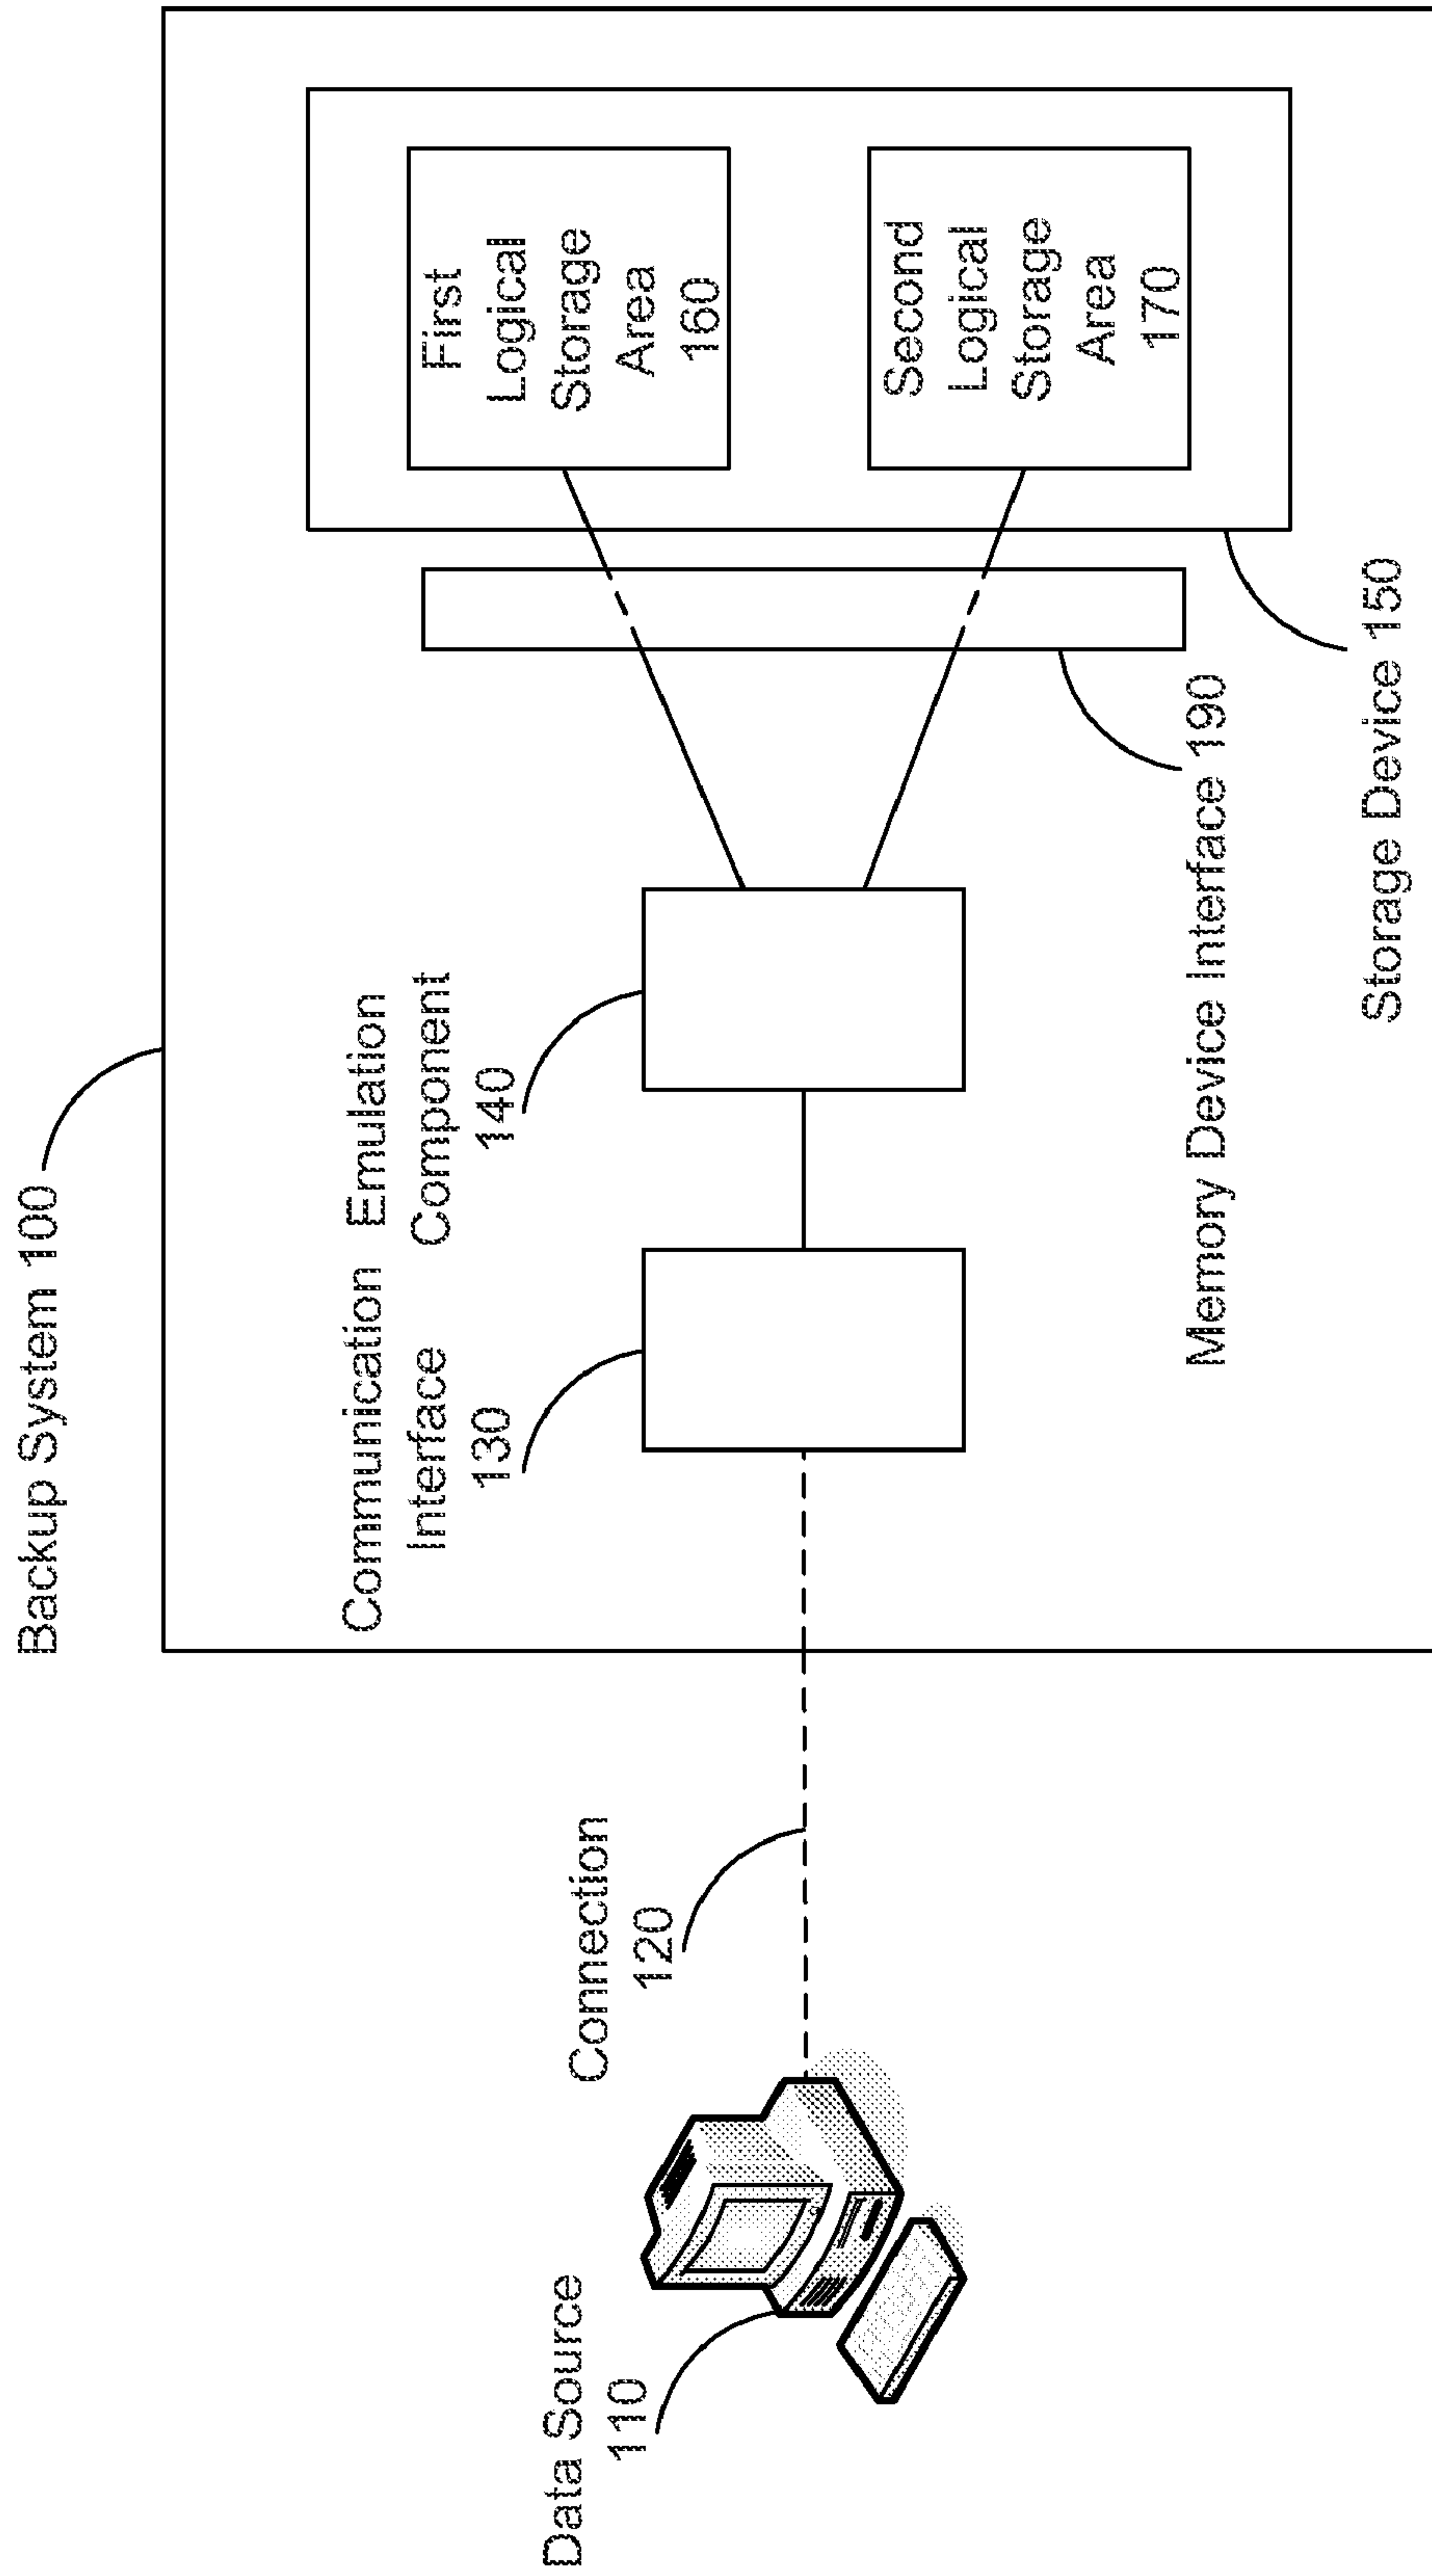 Backup System 100
Communication
Interface
130
Emulation
Component
140
First
Logical
Storage
Area
160
Second
Logical
Storage
Area
170
Connection
120
Data Source
110
Memory Device Interface 190
Storage Device 150